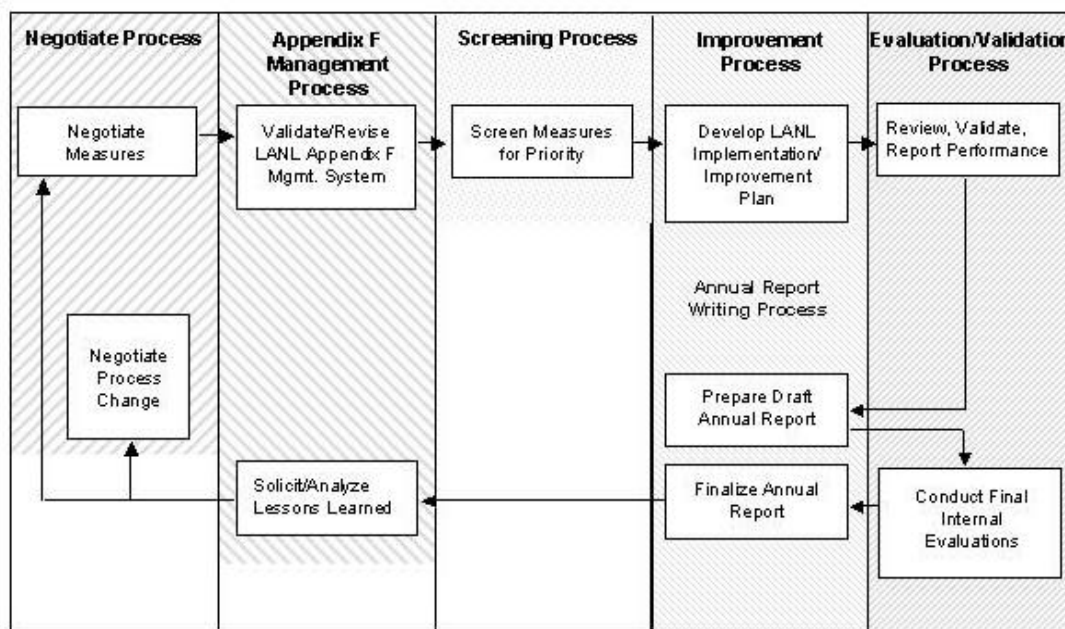 Negotiate Process
Appendix F
Management
Process
Screening Process
Improvement
Process
Evaluation/Validation
Process
Negotiate
Measures
Validate/Revise
LANL Appendix F
Mgmt. System
Screen Measures
for Priority
Develop LANL
Implementation/
Improvement
Plan
Review, Validate,
Report Performance
Annual Report
Writing Process
Negotiate
Process
Change
Prepare Draft
Annual Report
Solicit/Analyze
Lessons Learned
Finalize Annual
Report
Conduct Final
Internal
Evaluations